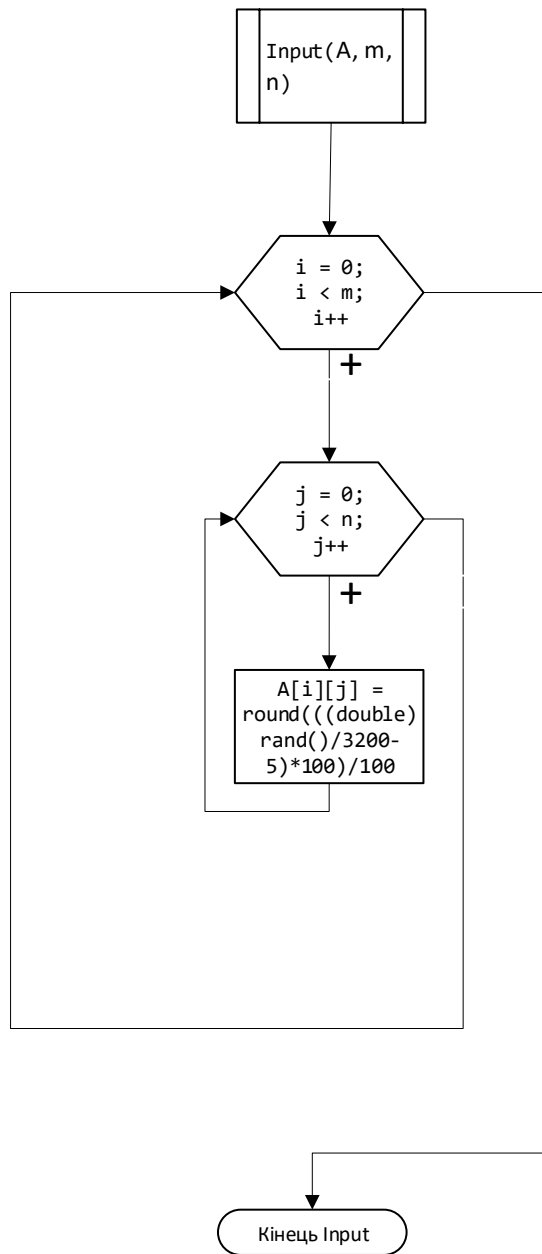 Input(A, m,
n)
i = 0;
i < m;
i++
+
j = 0;
j < n;
j++
+
A[i][j] =
round(((double)
rand()/3200-
5)*100)/100
Кінець Input